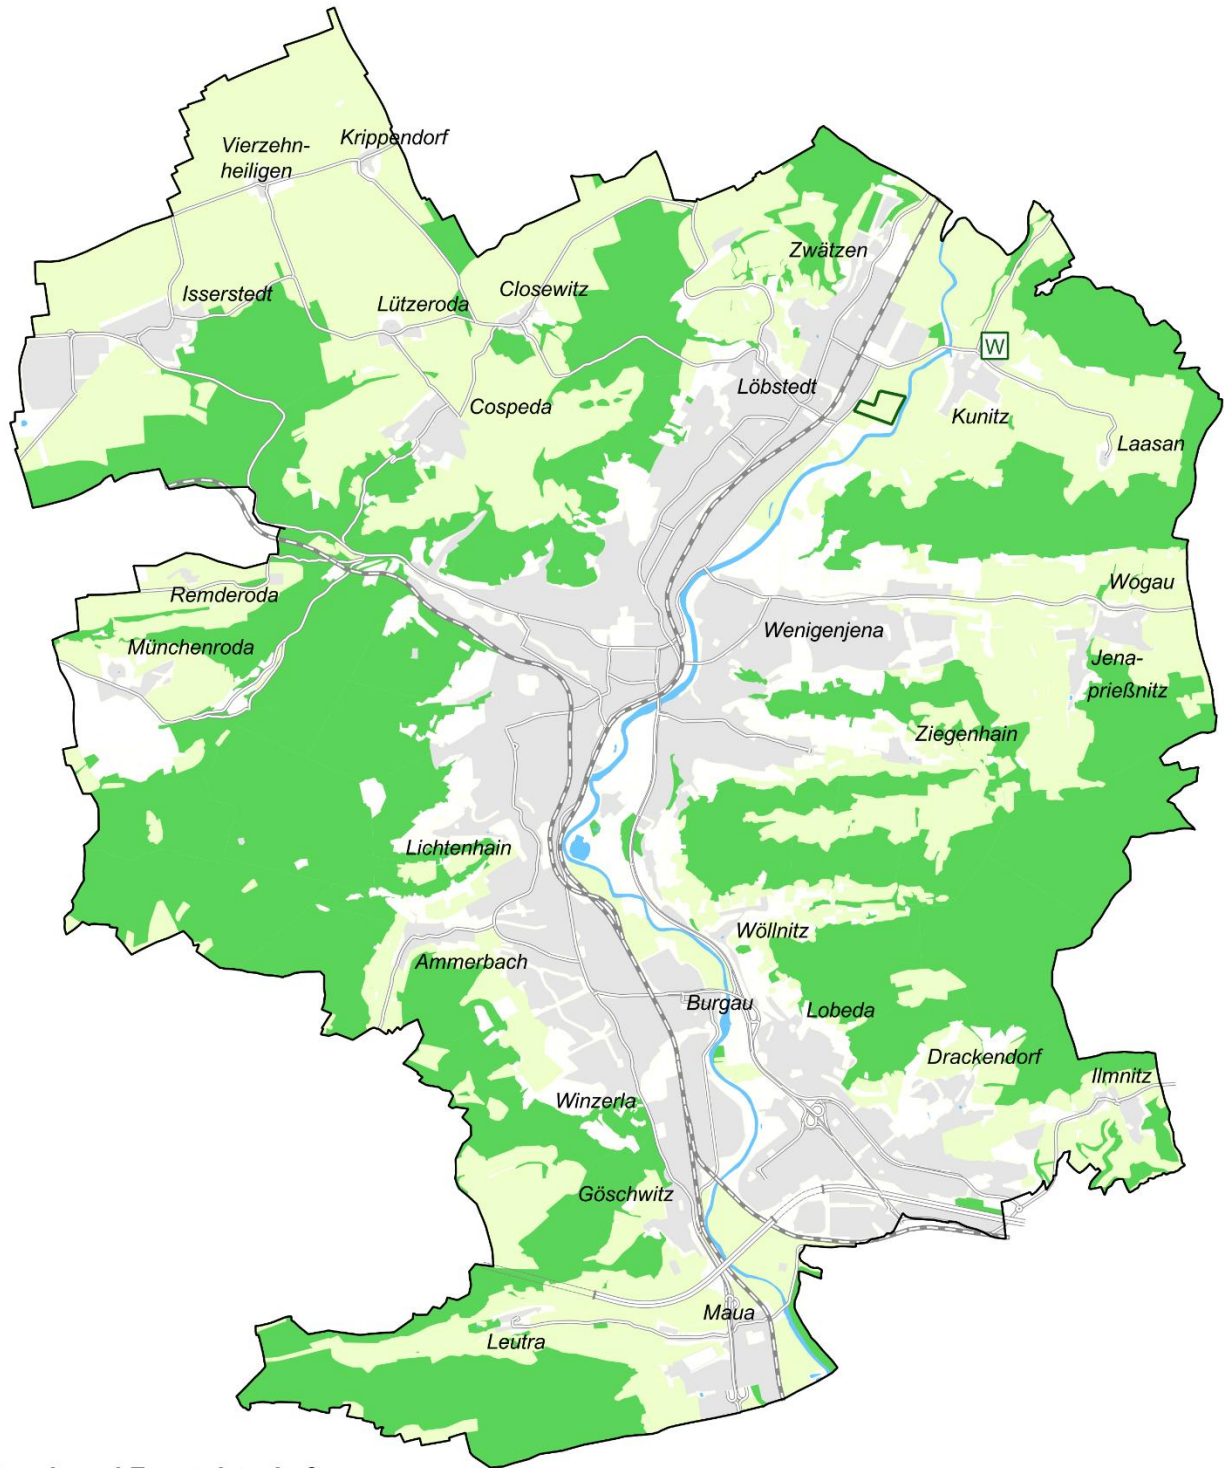 Krippendorf
Vierzehn-
heiligen
Zwätzen
Isserstedt
Closewitz
Lützeroda
W
Löbstedt
Cospeda
Kunitz
Laasan
Wogau
Remderoda
Wenigenjena
Münchenroda
Jena-
prießnitz
Ziegenhain
Lichtenhain
Wöllnitz
Ammerbach
Burgau
Lobeda
Drackendorf
Ilmnitz
Winzerla
Göschwitz
Maua
Leutra